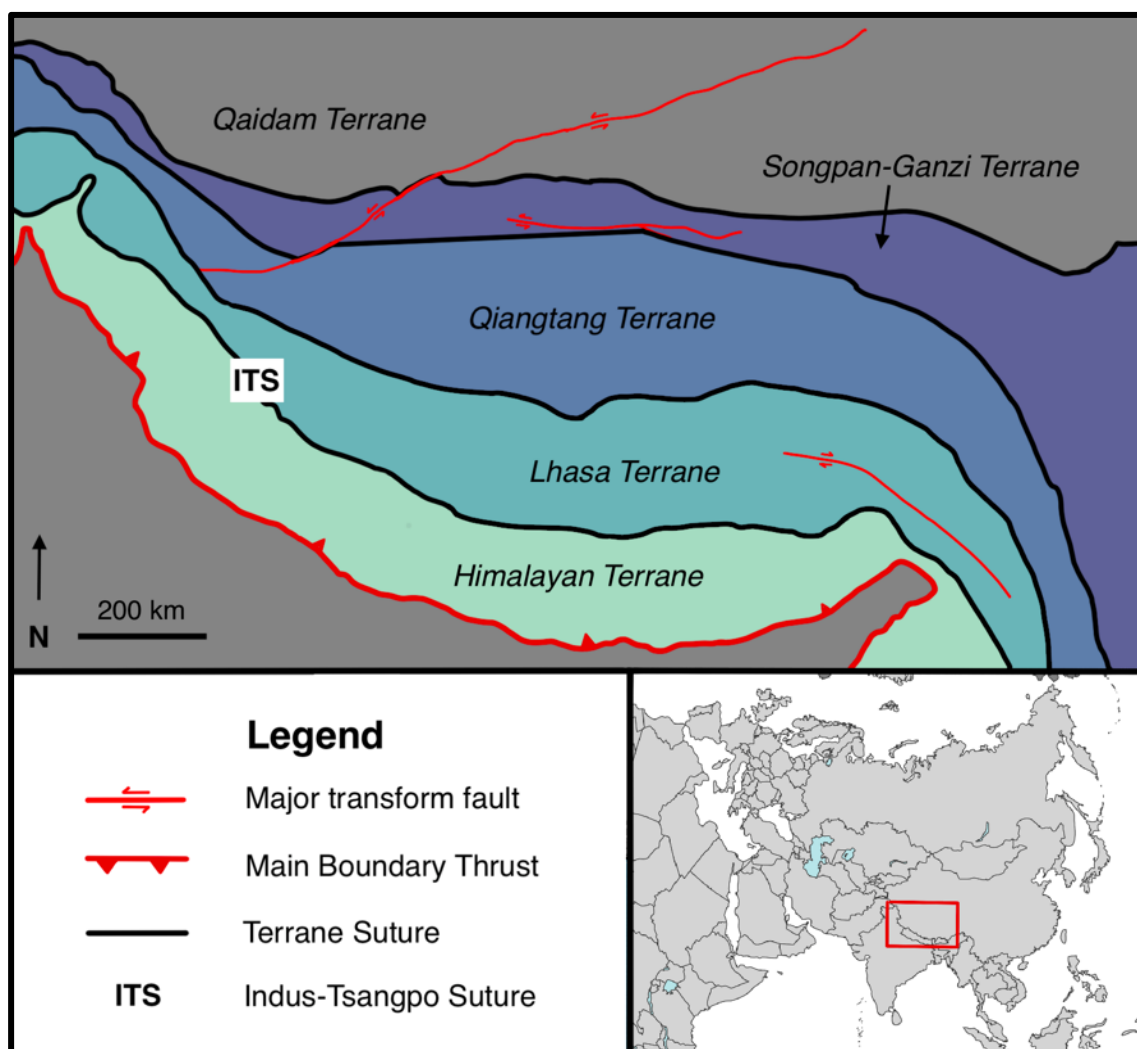 Qaidam Terrane
Songpan-Ganzi Terrane
Qiangtang Terrane
ITS
Lhasa Terrane
Himalayan Terrane
200 km
N
Legend
Major transform fault
Main Boundary Thrust
Terrane Suture
ITS Indus-Tsangpo Suture